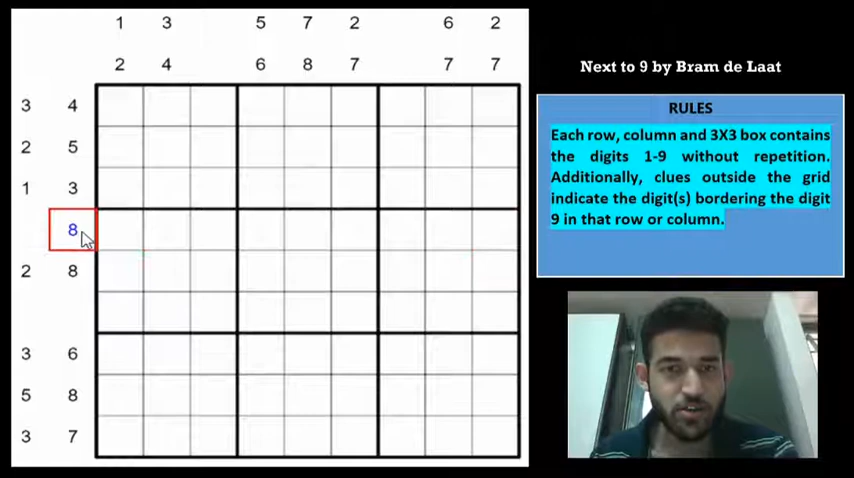 1 3 5 7 2 6 2
2 4 6 8 7 7 7
Next to 9 by Bram de Laat
3 4
RULES
Each row, column and 3X3 box contains
the digits 1-9 without repetition.
Additionally, clues outside the grid
indicate the digit(s) bordering the digit
9 in that row or column.
2 5
1 3
8
2 8
3 6
5 8
3 7